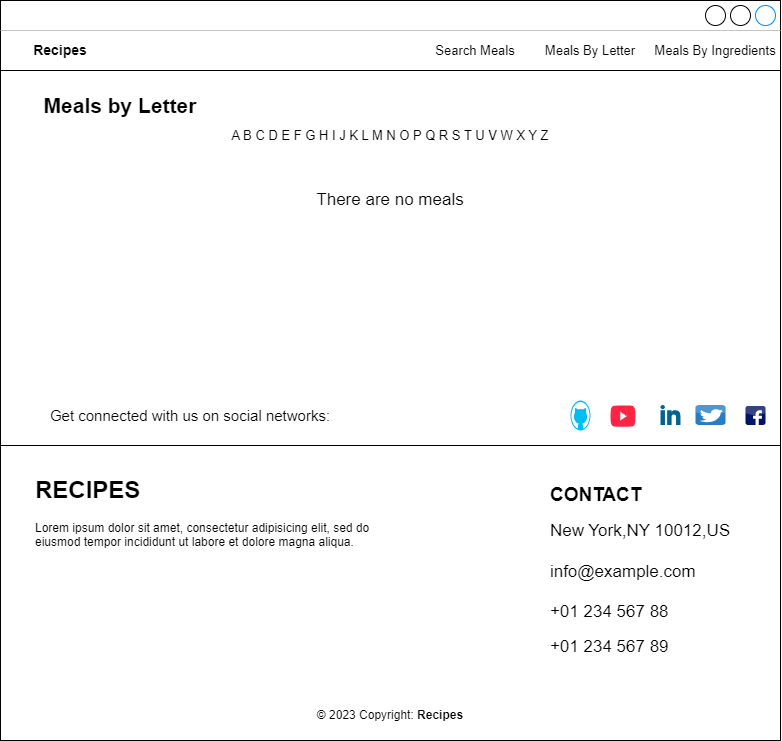 Recipes
Search Meals
Meals By Letter
Meals By Ingredients
Meals by Letter
A B C D E F G H I J K L M N O P Q R S T U V W X Y Z
There are no meals
Get connected with us on social networks:
in
RECIPES
Lorem ipsum dolor sit amet, consectetur adipisicing elit, sed do
eiusmod tempor incididunt ut labore et dolore magna aliqua.
CONTACT
New York,NY 10012,US
info@example.com
+01 234 567 88
+01 234 567 89
© 2023 Copyright: Recipes